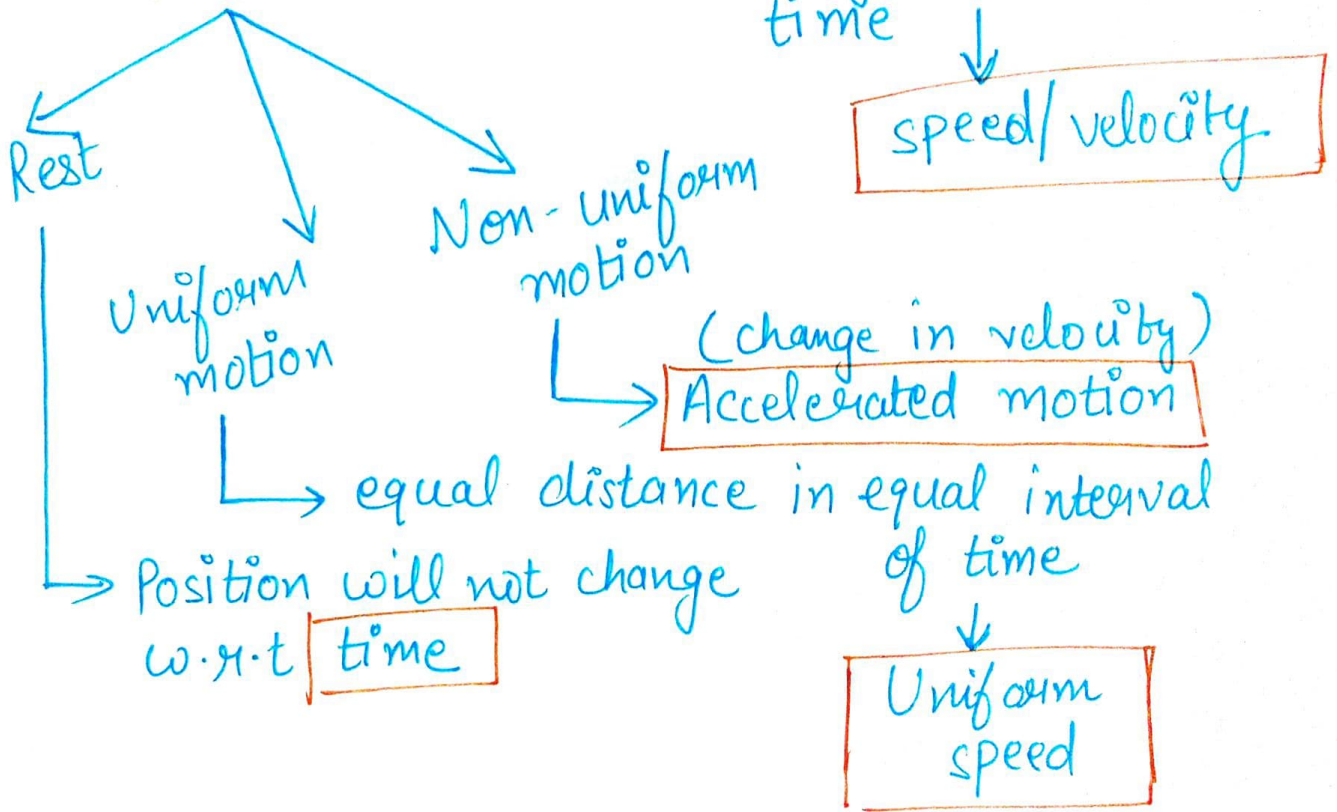 time
speed/velocity
Rest
Non-uniform
motion
Uniform
motion
(change in velocity)
Accelerated motion
equal distance in equal interval
of time
Position will not change
w.r.t time
Uniform
speed